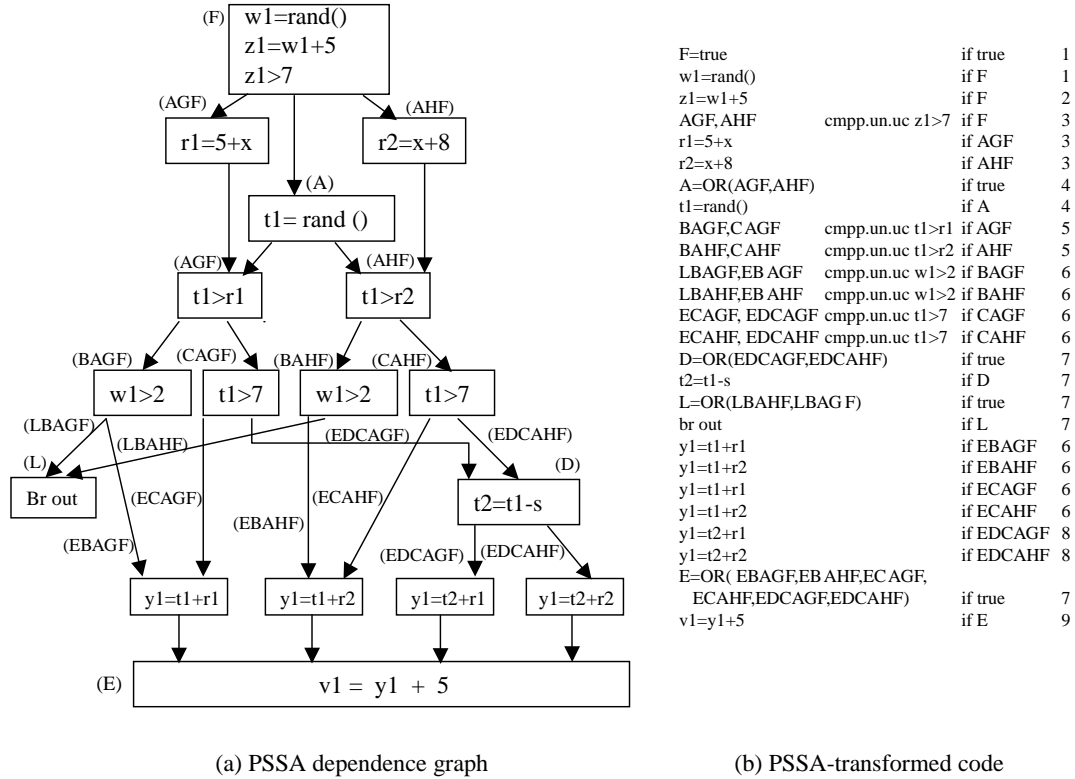 (F)
w1=rand()
z1=w1+5
z1>7
(AGF)
(AHF)
r1=5+x
r2=x+8
(A)
t1= rand ()
(AGF)
(AHF)
t1>r1
t1>r2
(BAGF)
(CAGF)
(BAHF)
(CAHF)
w1>2
t1>7
w1>2
t1>7
(LBAGF)
(LBAHF)
(EDCAGF)
(EDCAHF)
(L)
(D)
Br out
t2=t1-s
(ECAGF)
(ECAHF)
(EBAHF)
(EBAGF)
(EDCAGF)
(EDCAHF)
y1=t1+r1
y1=t1+r2
y1=t2+r1
y1=t2+r2
(E)
v1 = y1 + 5
(a) PSSA dependence graph
F=true if true 1
w1=rand() if F 1
z1=w1+5 if F 2
AGF,AHF cmpp.un.uc z1>7 if F 3
r1=5+x if AGF 3
r2=x+8 if AHF 3
A=OR(AGF,AHF) if true 4
t1=rand() if A 4
BAGF,CAGF cmpp.un.uc t1>r1 if AGF 5
BAHF,CAHF cmpp.un.uc t1>r2 if AHF 5
LBAGF,EBAGF cmpp.un.uc w1>2 if BAGF 6
LBAHF,EBAHF cmpp.un.uc w1>2 if BAHF 6
ECAGF, EDCAGF cmpp.un.uc t1>7 if CAGF 6
ECAHF, EDCAHF cmpp.un.uc t1>7 if CAHF 6
D=OR(EDCAGF,EDCAHF) if true 7
t2=t1-s if D 7
L=OR(LBAHF,LBAGF) if true 7
br out if L 7
y1=t1+r1 if EBAGF 6
y1=t1+r2 if EBAHF 6
y1=t1+r1 if ECAGF 6
y1=t1+r2 if ECAHF 6
y1=t2+r1 if EDCAGF 8
y1=t2+r2 if EDCAHF 8
E=OR( EBAGF,EBAHF,ECAGF,
ECAHF,EDCAGF,EDCAHF) if true 7
v1=y1+5 if E 9
(b) PSSA-transformed code